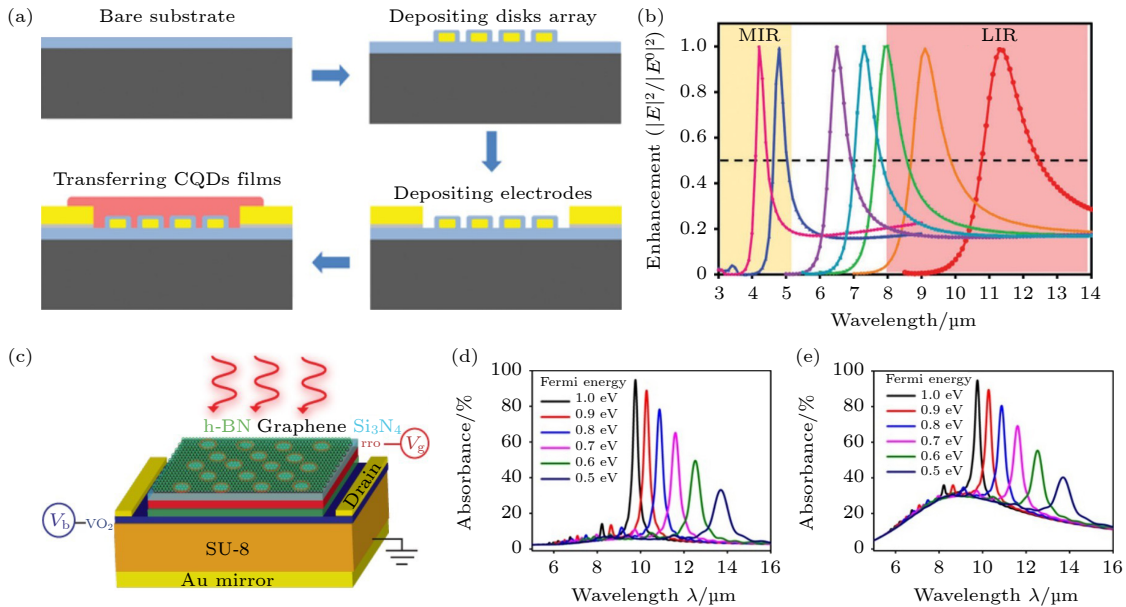 (a)
Bare substrate
Depositing disks array
Transferring CQDs films
Depositing electrodes
(b)
MIR
LIR
Enhancement (|E|²/|E⁰|²)
1.0
0.8
0.6
0.4
0.2
0
3 4 5 6 7 8 9 10 11 12 13 14
Wavelength/µm
(c)
h-BN Graphene Si₃N₄
rro
V_g
Drain
V_b
VO₂
SU-8
Au mirror
(d)
Absorbance/%
100
80
60
40
20
0
Fermi energy
1.0 eV
0.9 eV
0.8 eV
0.7 eV
0.6 eV
0.5 eV
6 8 10 12 14 16
Wavelength λ/µm
(e)
Absorbance/%
100
80
60
40
20
0
Fermi energy
1.0 eV
0.9 eV
0.8 eV
0.7 eV
0.6 eV
0.5 eV
6 8 10 12 14 16
Wavelength λ/µm